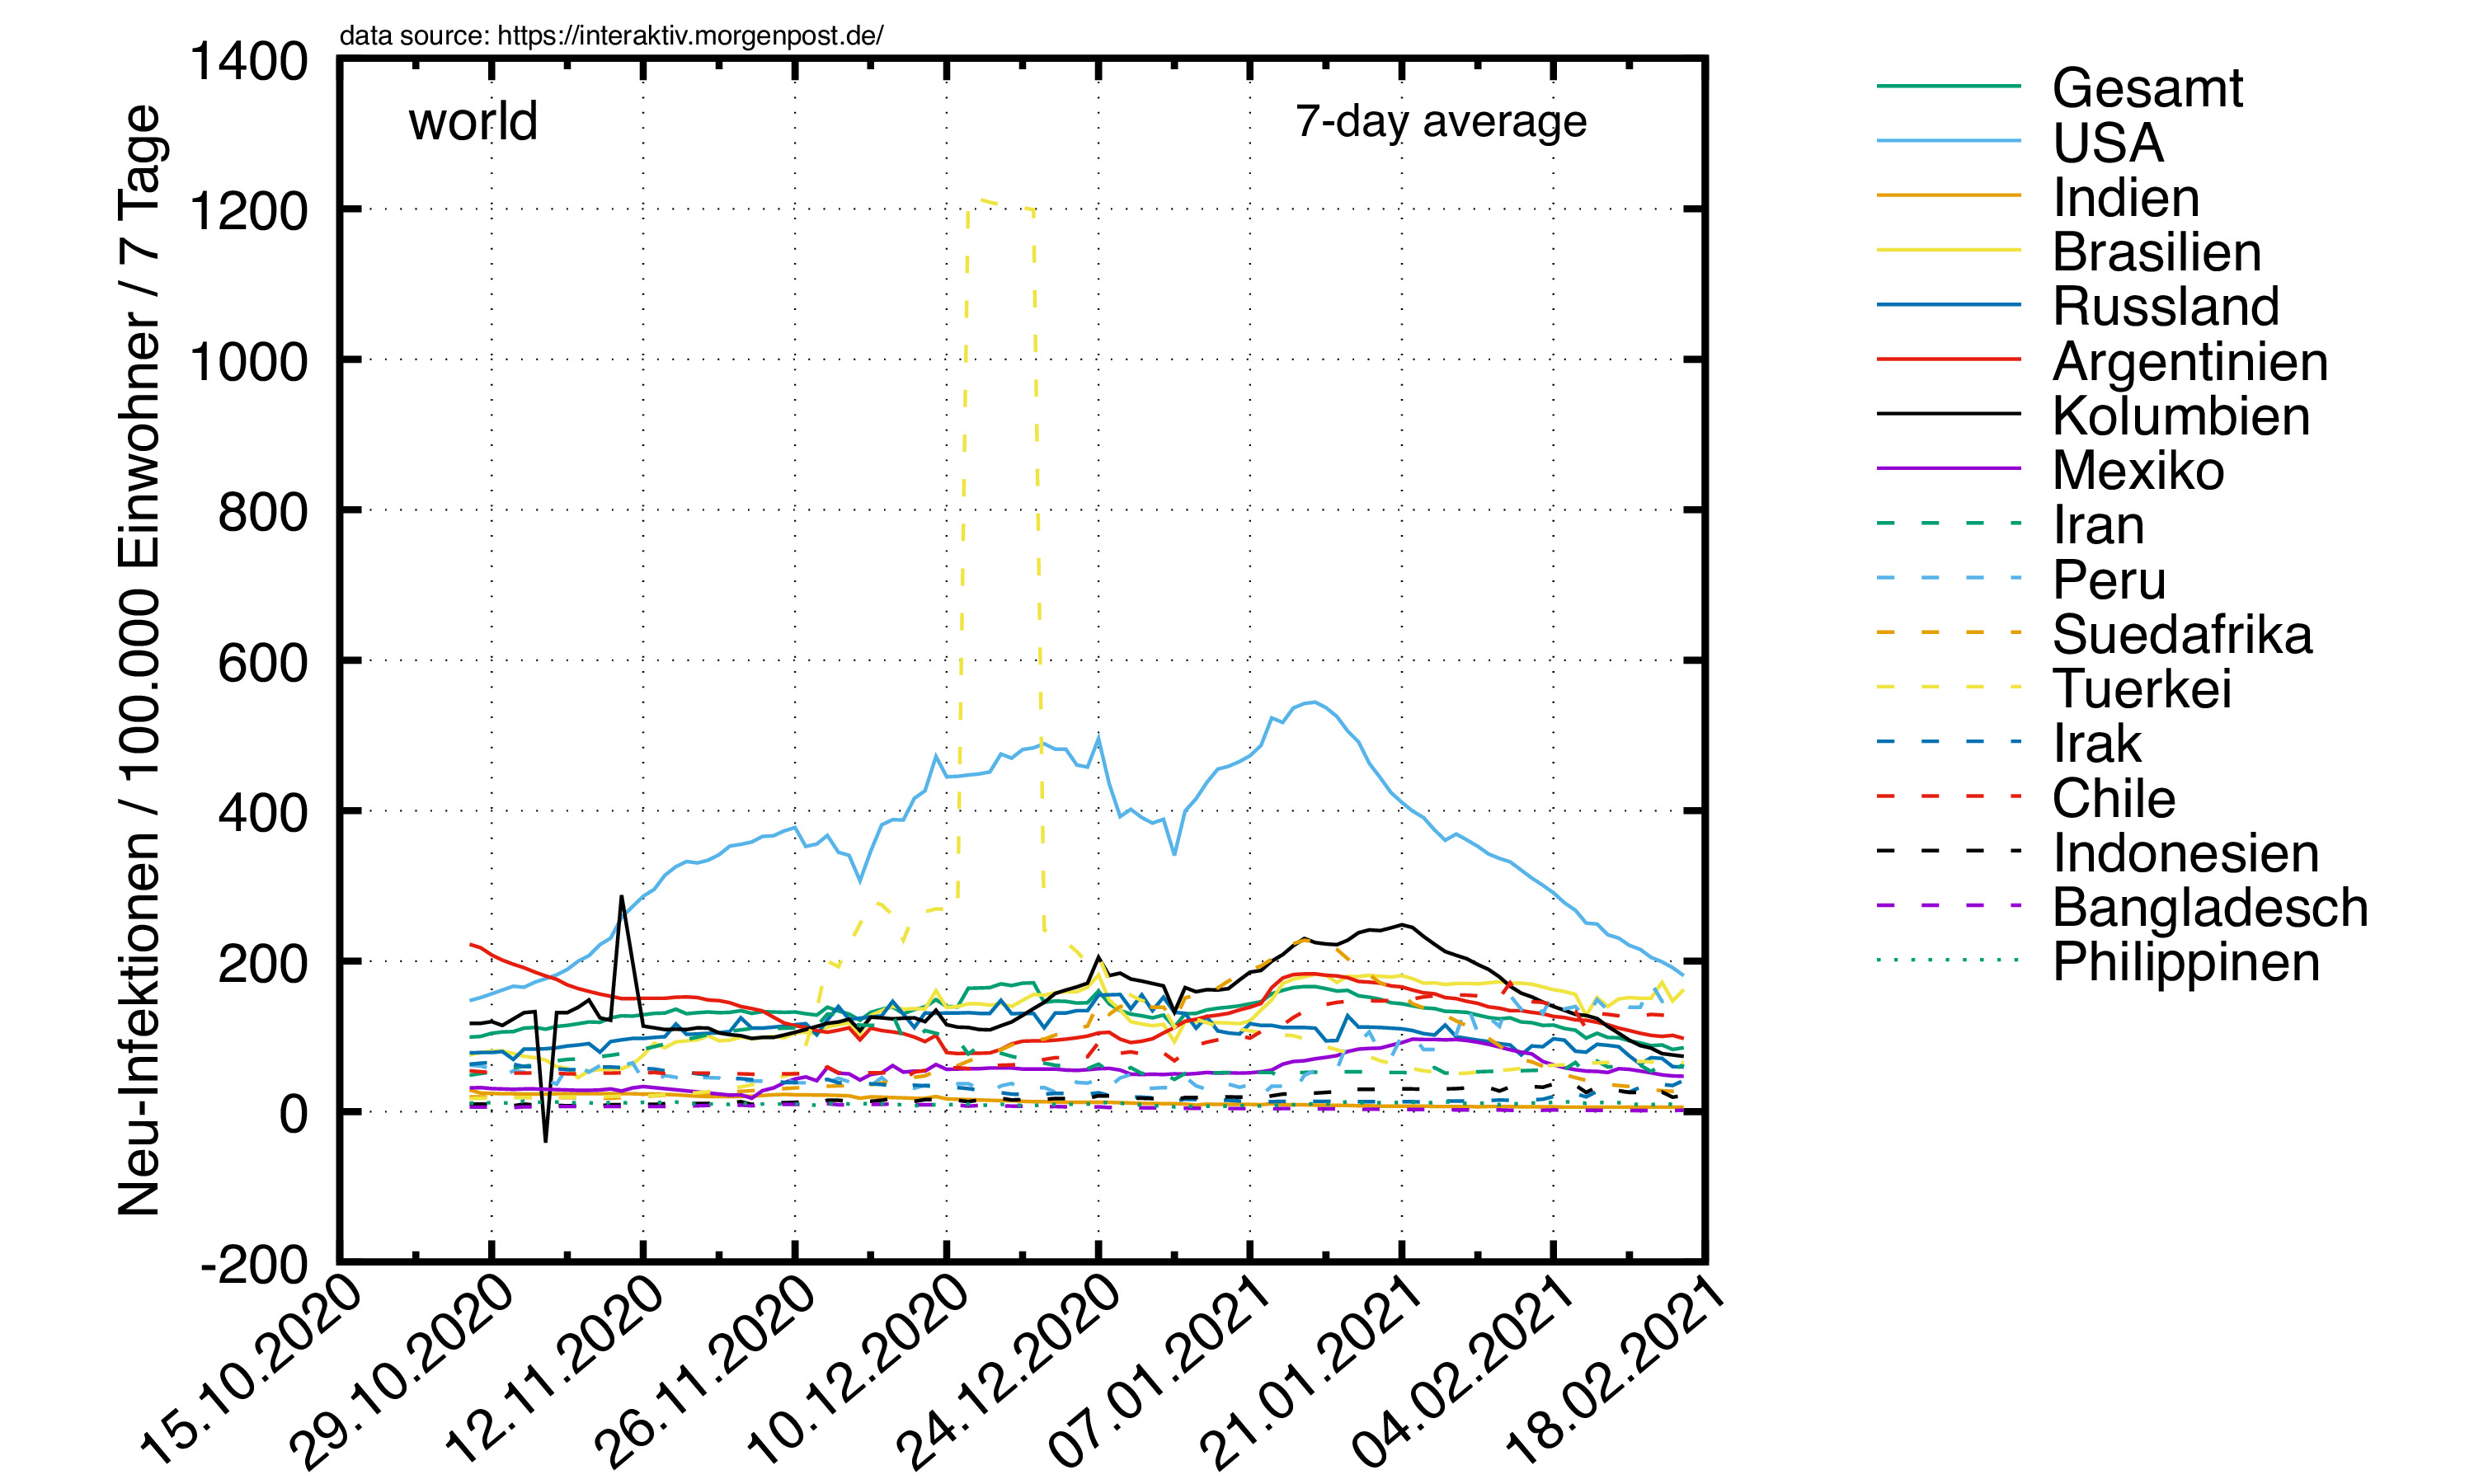 data source: https://interaktiv.morgenpost.de/
world
7-day average
Neu-Infektionen / 100.000 Einwohner / 7 Tage
1400
1200
1000
800
600
400
200
0
-200
15.10.2020
29.10.2020
12.11.2020
26.11.2020
10.12.2020
24.12.2020
07.01.2021
21.01.2021
04.02.2021
18.02.2021
Gesamt
USA
Indien
Brasilien
Russland
Argentinien
Kolumbien
Mexiko
Iran
Peru
Suedafrika
Tuerkei
Irak
Chile
Indonesien
Bangladesch
Philippinen